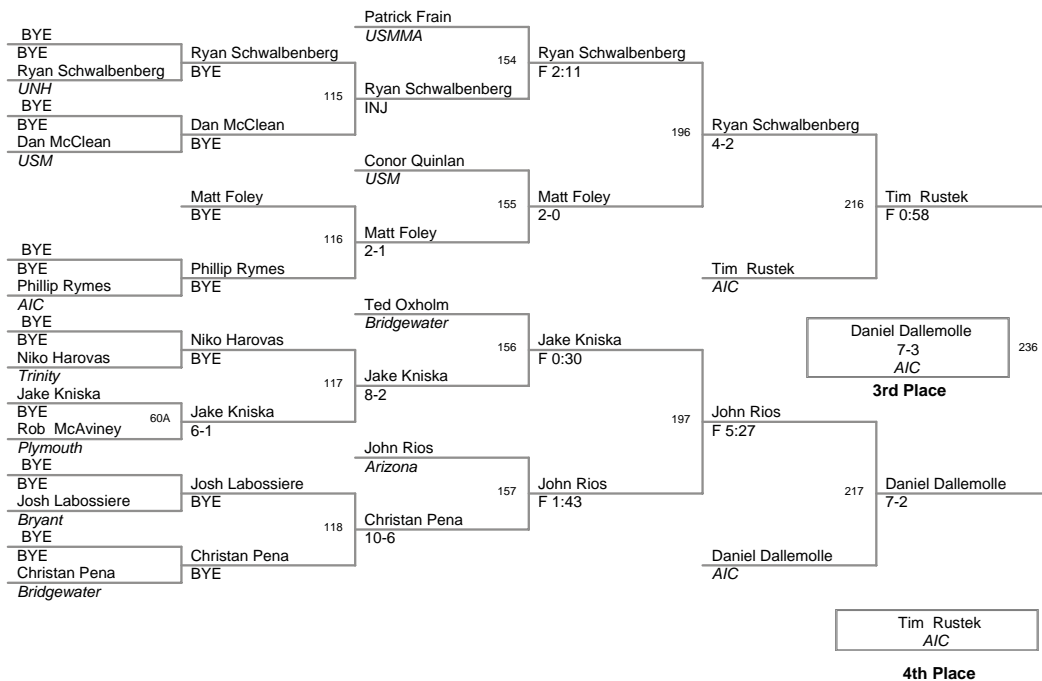 BYE
BYE
Ryan Schwalbenberg
UNH
BYE
BYE
Dan McClean
USM
BYE
BYE
Phillip Rymes
AIC
BYE
BYE
Niko Harovas
Trinity
Jake Kniska
BYE
Rob McAviney
Plymouth
60A
BYE
BYE
Josh Labossiere
Bryant
BYE
BYE
Christan Pena
Bridgewater
Ryan Schwalbenberg
BYE
115
Dan McClean
BYE
Matt Foley
BYE
116
Phillip Rymes
BYE
Niko Harovas
BYE
117
Jake Kniska
6-1
Josh Labossiere
BYE
118
Christan Pena
BYE
Patrick Frain
USMMA
154
Ryan Schwalbenberg
INJ
Conor Quinlan
USM
155
Matt Foley
2-1
Ted Oxholm
Bridgewater
156
Jake Kniska
8-2
John Rios
Arizona
157
Christan Pena
10-6
Ryan Schwalbenberg
F 2:11
196
Matt Foley
2-0
Jake Kniska
F 0:30
197
John Rios
F 1:43
Ryan Schwalbenberg
4-2
216
Tim Rustek
AIC
John Rios
F 5:27
217
Daniel Dallemolle
AIC
Tim Rustek
F 0:58
Daniel Dallemolle
7-3
AIC
236
3rd Place
Daniel Dallemolle
7-2
Tim Rustek
AIC
4th Place